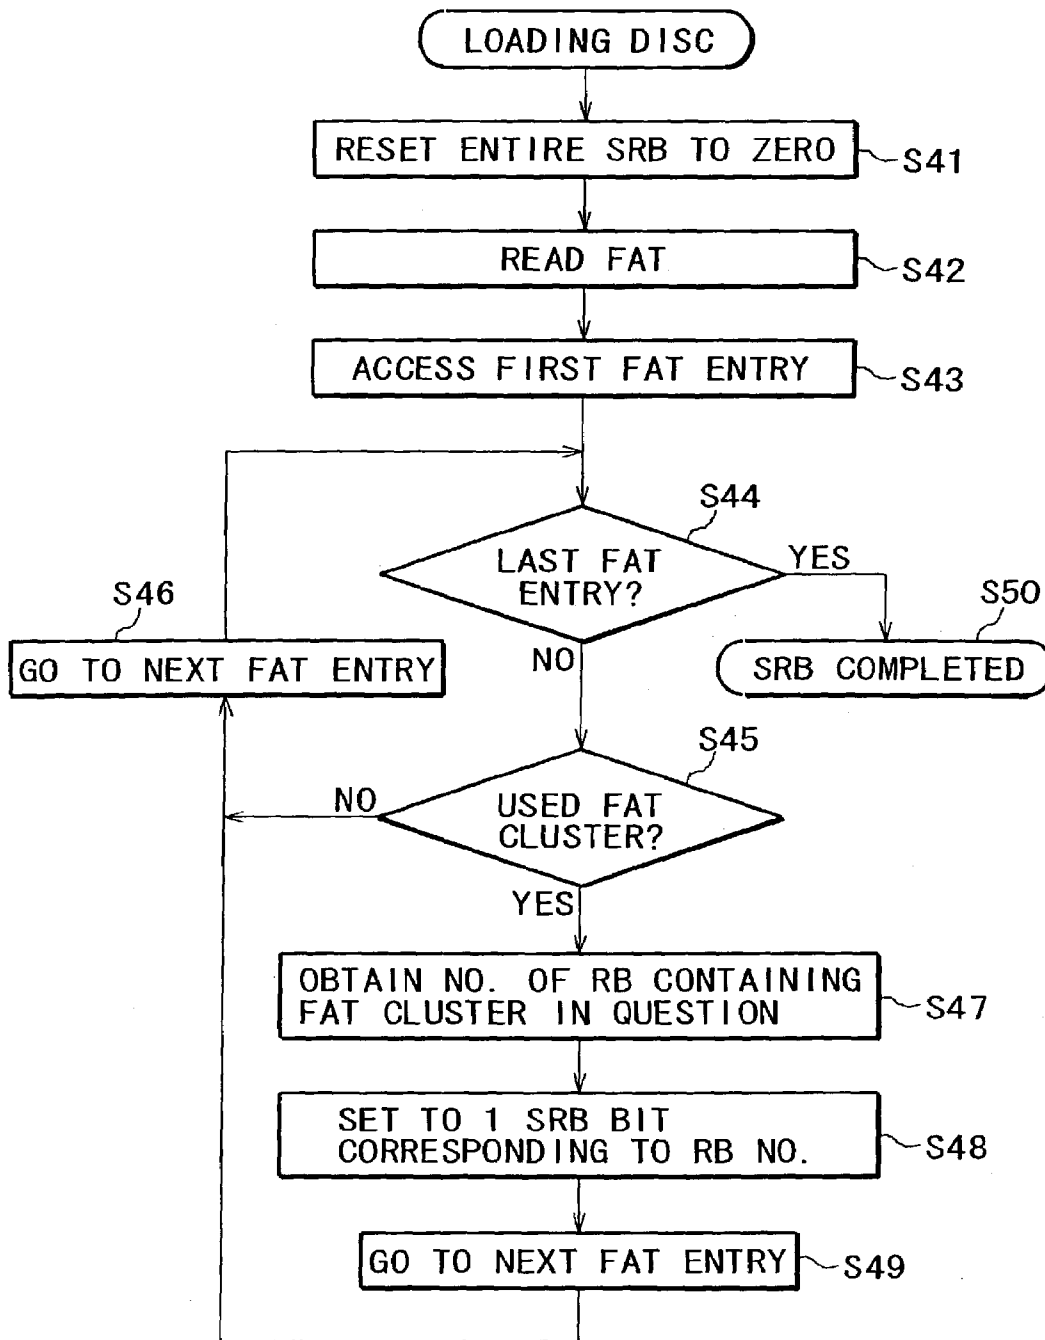 LOADING DISC
RESET ENTIRE SRB TO ZERO
S41
READ FAT
S42
ACCESS FIRST FAT ENTRY
S43
S44
LAST FAT
ENTRY?
YES
NO
S46
GO TO NEXT FAT ENTRY
S50
SRB COMPLETED
S45
USED FAT
CLUSTER?
NO
YES
OBTAIN NO. OF RB CONTAINING
FAT CLUSTER IN QUESTION
S47
SET TO 1 SRB BIT
CORRESPONDING TO RB NO.
S48
GO TO NEXT FAT ENTRY
S49